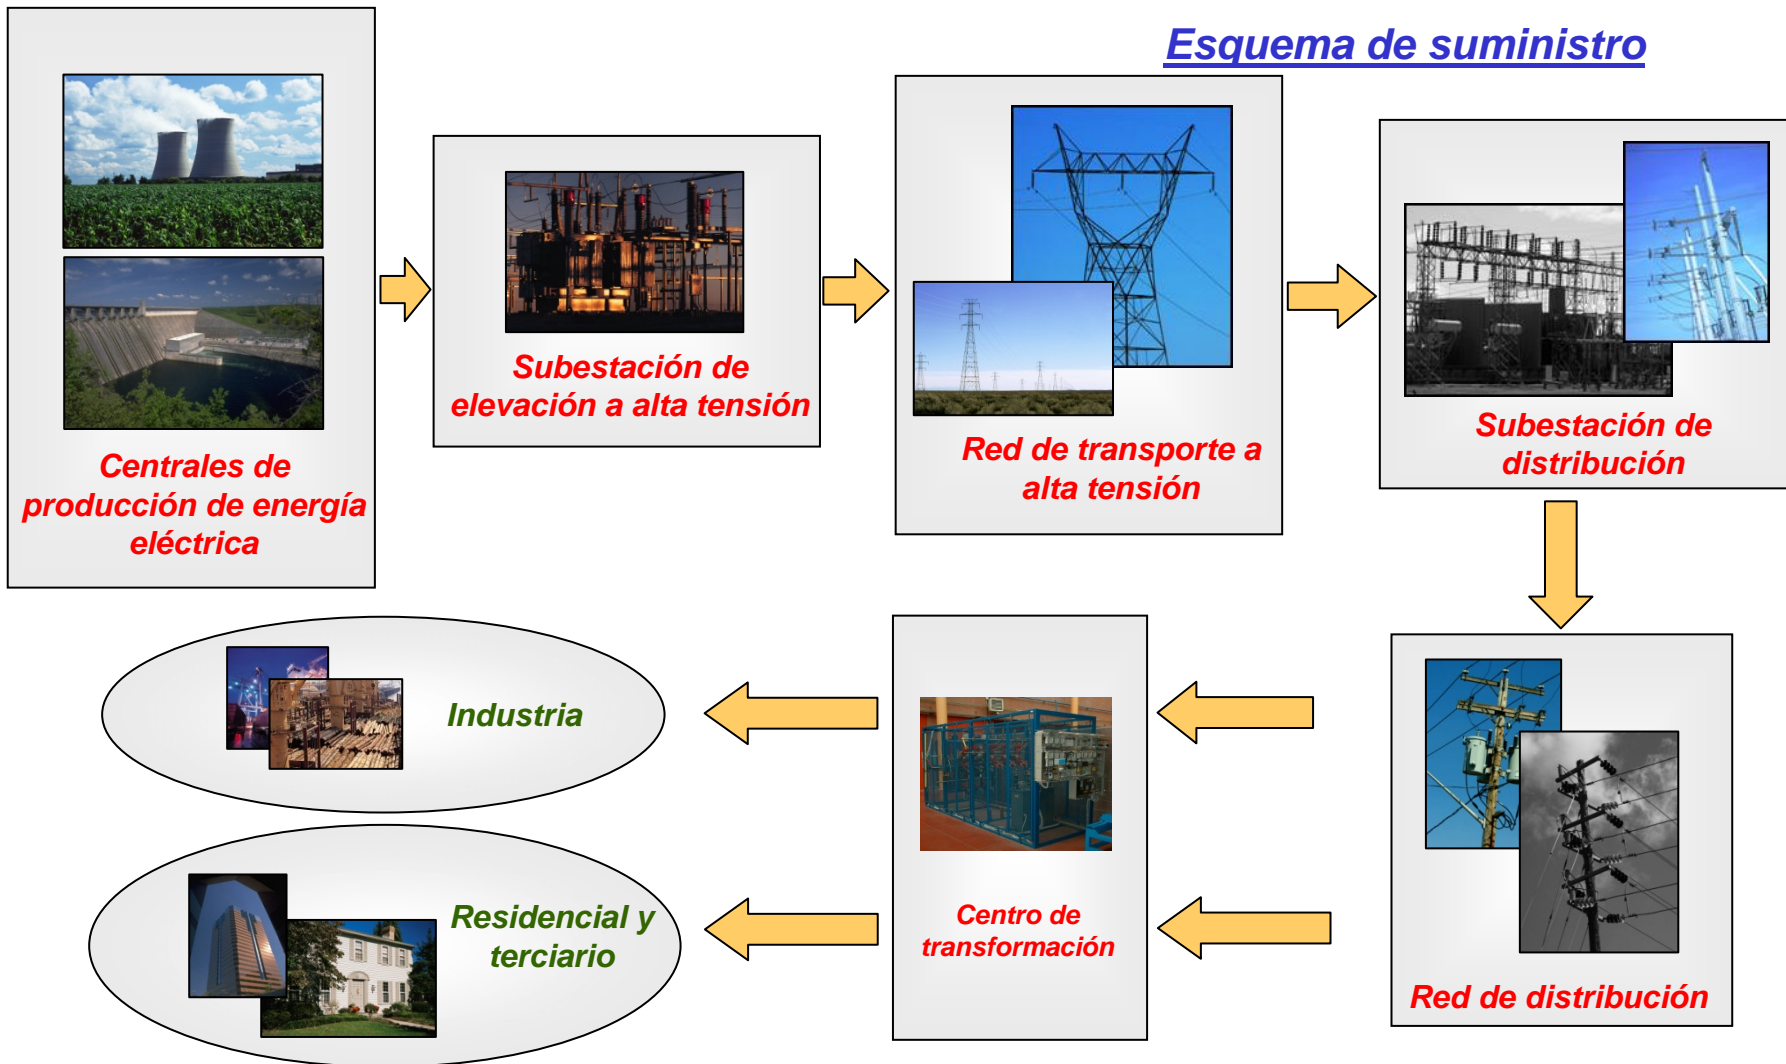 Esquema de suministro
Centrales de
producción de energía
eléctrica
Subestación de
elevación a alta tensión
Red de transporte a
alta tensión
Subestación de
distribución
Red de distribución
Centro de
transformación
Industria
Residencial y
terciario